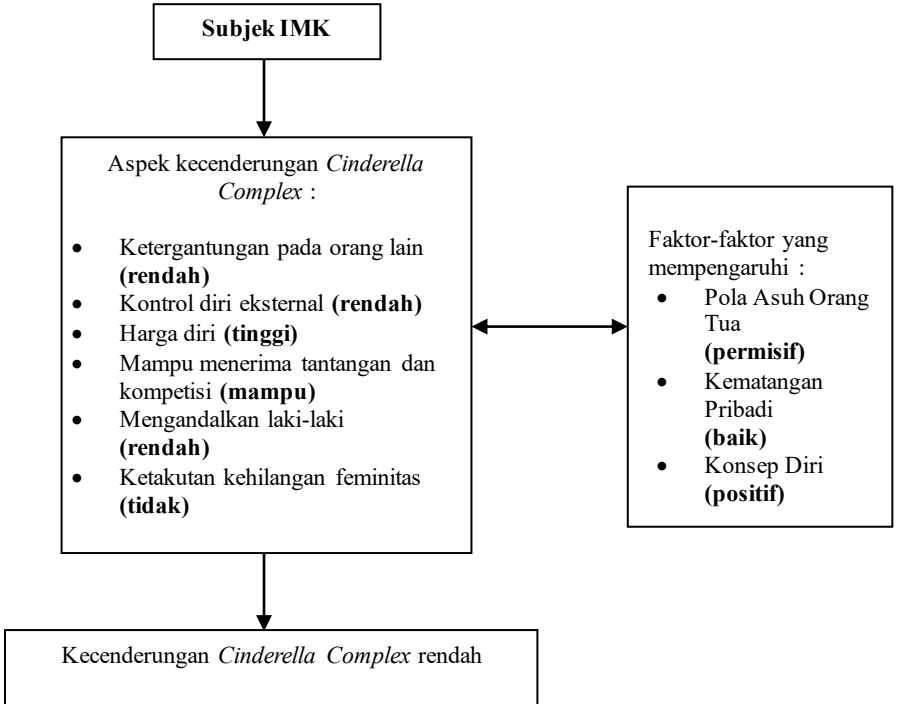 Subjek IMK
Aspek kecenderungan Cinderella
Complex :
• Ketergantungan pada orang lain
(rendah)
• Kontrol diri eksternal (rendah)
• Harga diri (tinggi)
• Mampu menerima tantangan dan
kompetisi (mampu)
• Mengandalkan laki-laki
(rendah)
• Ketakutan kehilangan feminitas
(tidak)
Faktor-faktor yang
mempengaruhi :
• Pola Asuh Orang
Tua
(permisif)
• Kematangan
Pribadi
(baik)
• Konsep Diri
(positif)
Kecenderungan Cinderella Complex rendah